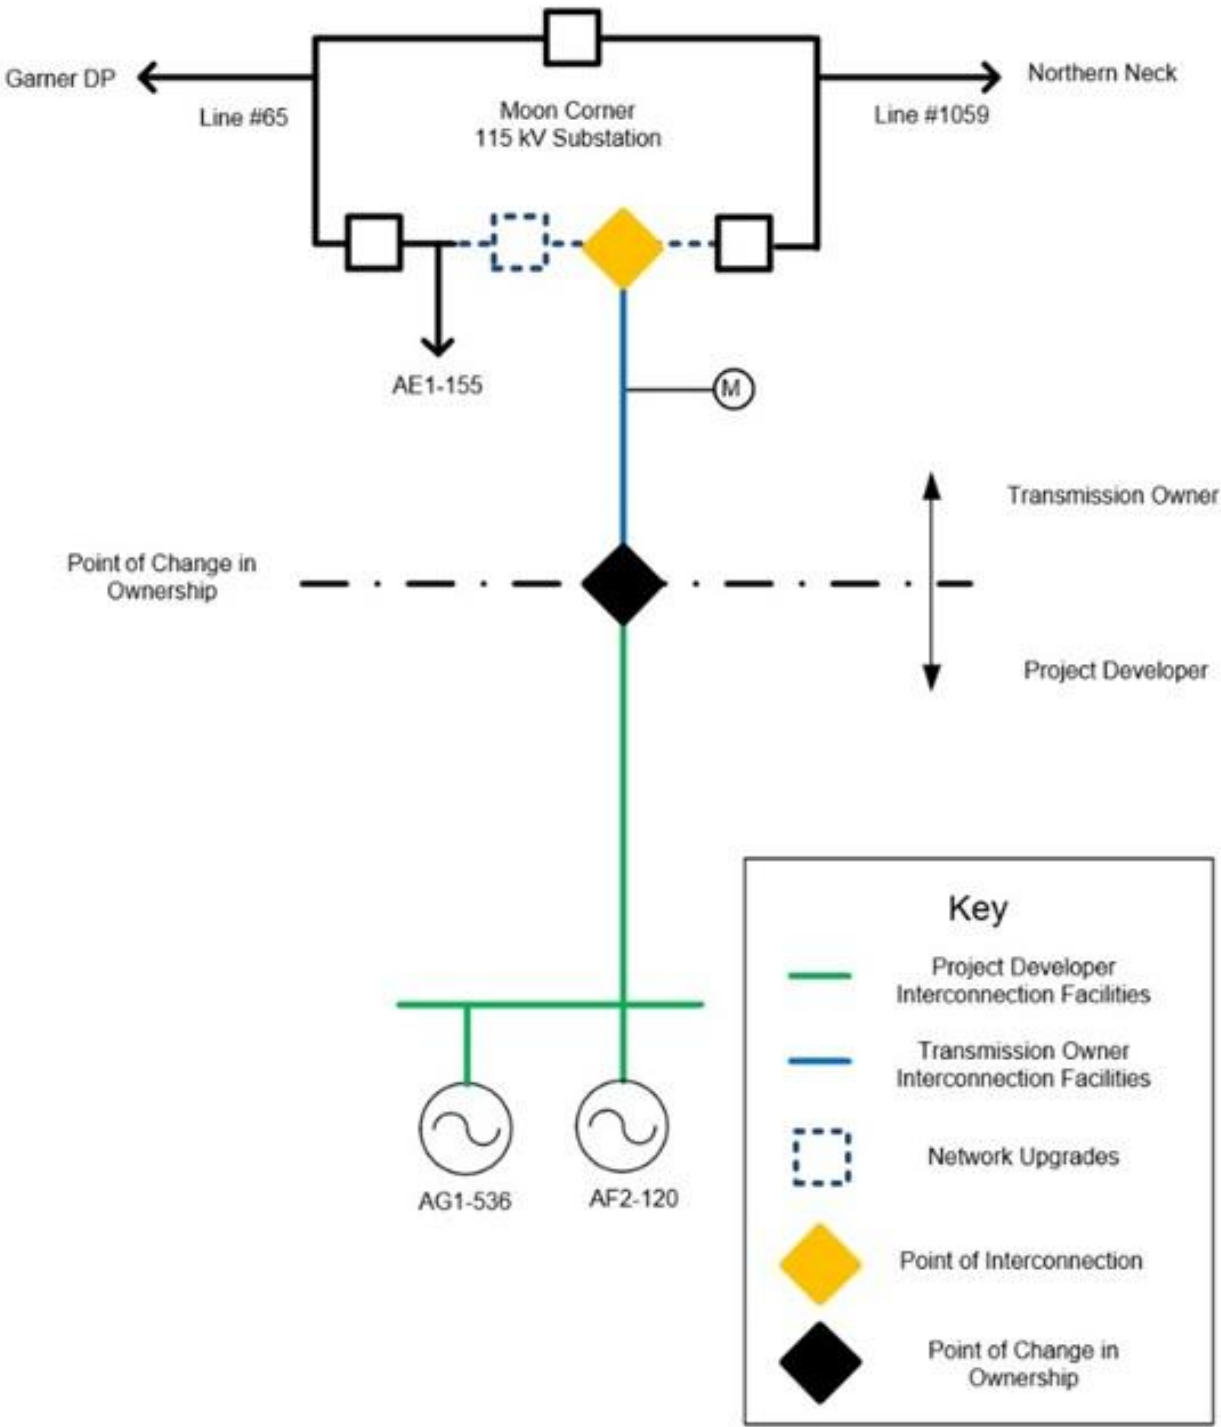 Garner DP
Northern Neck
Line #65
Moon Corner
115 kV Substation
Line #1059
AE1-155
M
Transmission Owner
Point of Change in
Ownership
Project Developer
AG1-536
AF2-120
Key
Project Developer
Interconnection Facilities
Transmission Owner
Interconnection Facilities
Network Upgrades
Point of Interconnection
Point of Change in
Ownership